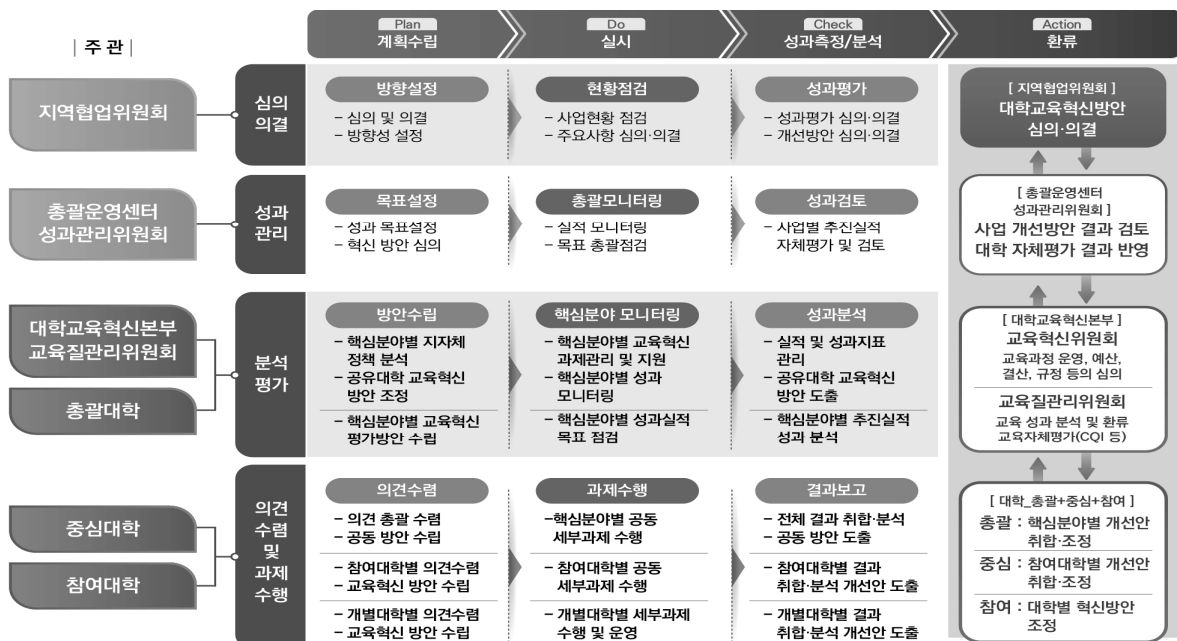 | 주 관 |
Plan
계획수립
Do
실시
Check
성과측정/분석
Action
환류
지역협업위원회
심의
의결
방향설정
– 심의 및 의결
– 방향성 설정
현황점검
– 사업현황 점검
– 주요사항 심의·의결
성과평가
– 성과평가 심의·의결
– 개선방안 심의·의결
[ 지역협업위원회 ]
대학교육혁신방안
심의·의결
총괄운영센터
성과관리위원회
성과
관리
목표설정
– 성과 목표설정
– 혁신 방안 심의
총괄모니터링
– 실적 모니터링
– 목표 총괄점검
성과검토
– 사업별 추진실적
자체평가 및 검토
[ 총괄운영센터
성과관리위원회 ]
사업 개선방안 결과 검토
대학 자체평가 결과 반영
대학교육혁신본부
교육질관리위원회
총괄대학
분석
평가
방안수립
– 핵심분야별 지자체
정책 분석
– 공유대학 교육혁신
방안 조정
– 핵심분야별 교육혁신
평가방안 수립
핵심분야 모니터링
– 핵심분야별 교육혁신
과제관리 및 지원
– 핵심분야별 성과
모니터링
– 핵심분야별 성과실적
목표 점검
성과분석
– 실적 및 성과지표
관리
– 공유대학 교육혁신
방안 도출
– 핵심분야별 추진실적
성과 분석
[ 대학교육혁신본부 ]
교육혁신위원회
교육과정 운영, 예산,
결산, 규정 등의 심의
교육질관리위원회
교육 성과 분석 및 환류
교육자체평가(CQI 등)
중심대학
참여대학
의견
수렴
및
과제
수행
의견수렴
– 의견 총괄 수렴
– 공동 방안 수립
– 참여대학별 의견수렴
– 교육혁신 방안 수립
– 개별대학별 의견수렴
– 교육혁신 방안 수립
과제수행
–핵심분야별 공동
세부과제 수행
– 참여대학별 공동
세부과제 수행
– 개별대학별 세부과제
수행 및 운영
결과보고
– 전체 결과 취합·분석
– 공동 방안 도출
– 참여대학별 결과
취합·분석 개선안 도출
– 개별대학별 결과
취합·분석 개선안 도출
[ 대학_총괄+중심+참여 ]
총괄 : 핵심분야별 개선안
취합·조정
중심 : 참여대학별 개선안
취합·조정
참여 : 대학별 혁신방안
조정